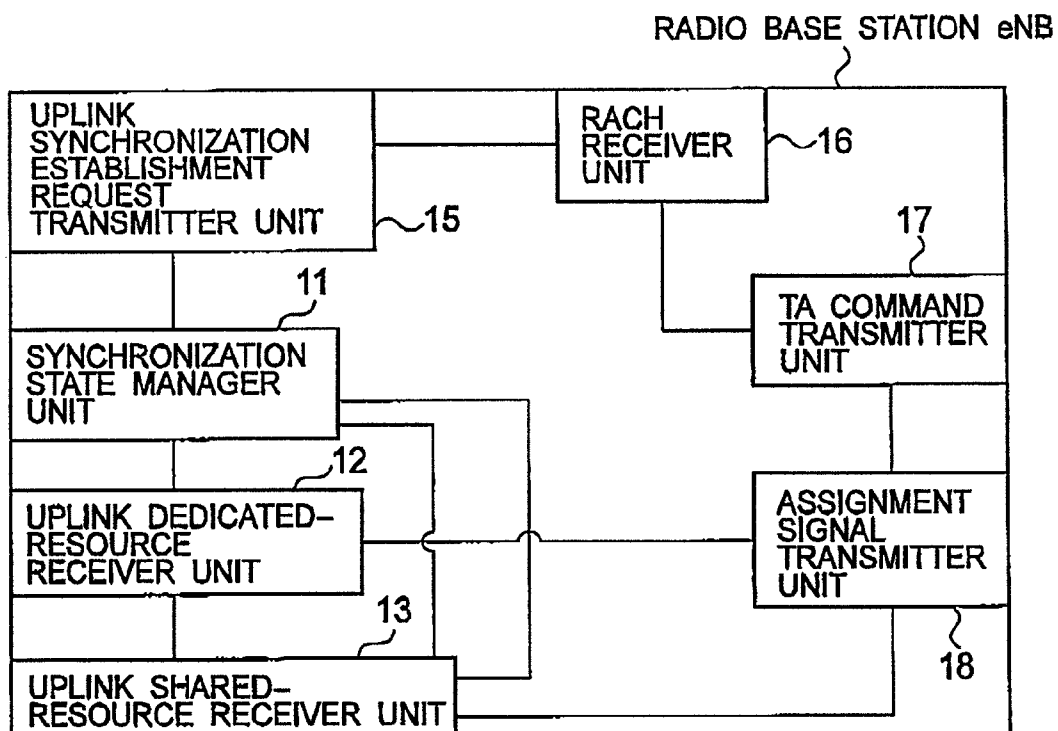 RADIO BASE STATION eNB
UPLINK
SYNCHRONIZATION
ESTABLISHMENT
REQUEST
TRANSMITTER UNIT
15
RACH
RECEIVER
UNIT
16
17
TA COMMAND
TRANSMITTER
UNIT
11
SYNCHRONIZATION
STATE MANAGER
UNIT
12
UPLINK DEDICATED–
RESOURCE
RECEIVER UNIT
ASSIGNMENT
SIGNAL
TRANSMITTER
UNIT
18
13
UPLINK SHARED–
RESOURCE RECEIVER UNIT